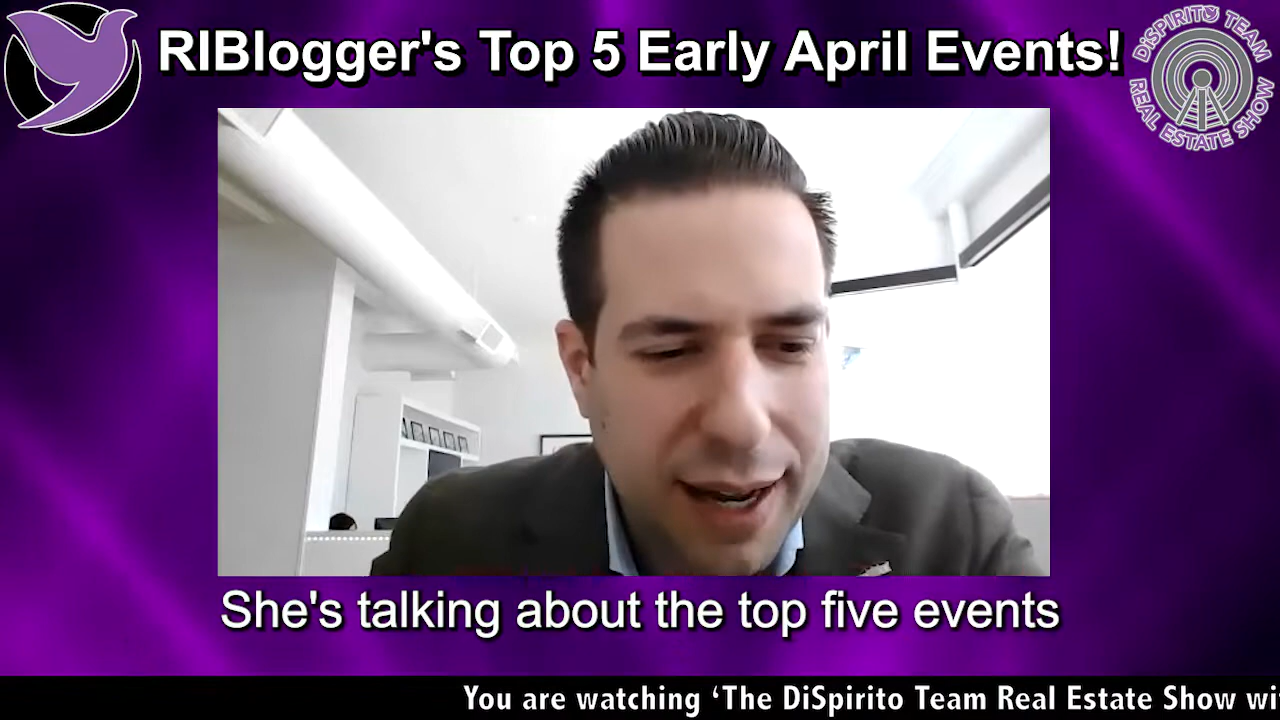 RIBlogger's Top 5 Early April Events!
DiSPIRITO TEAM
REAL ESTATE SHOW
She's talking about the top five events
You are watching ‘The DiSpirito Team Real Estate Show wi